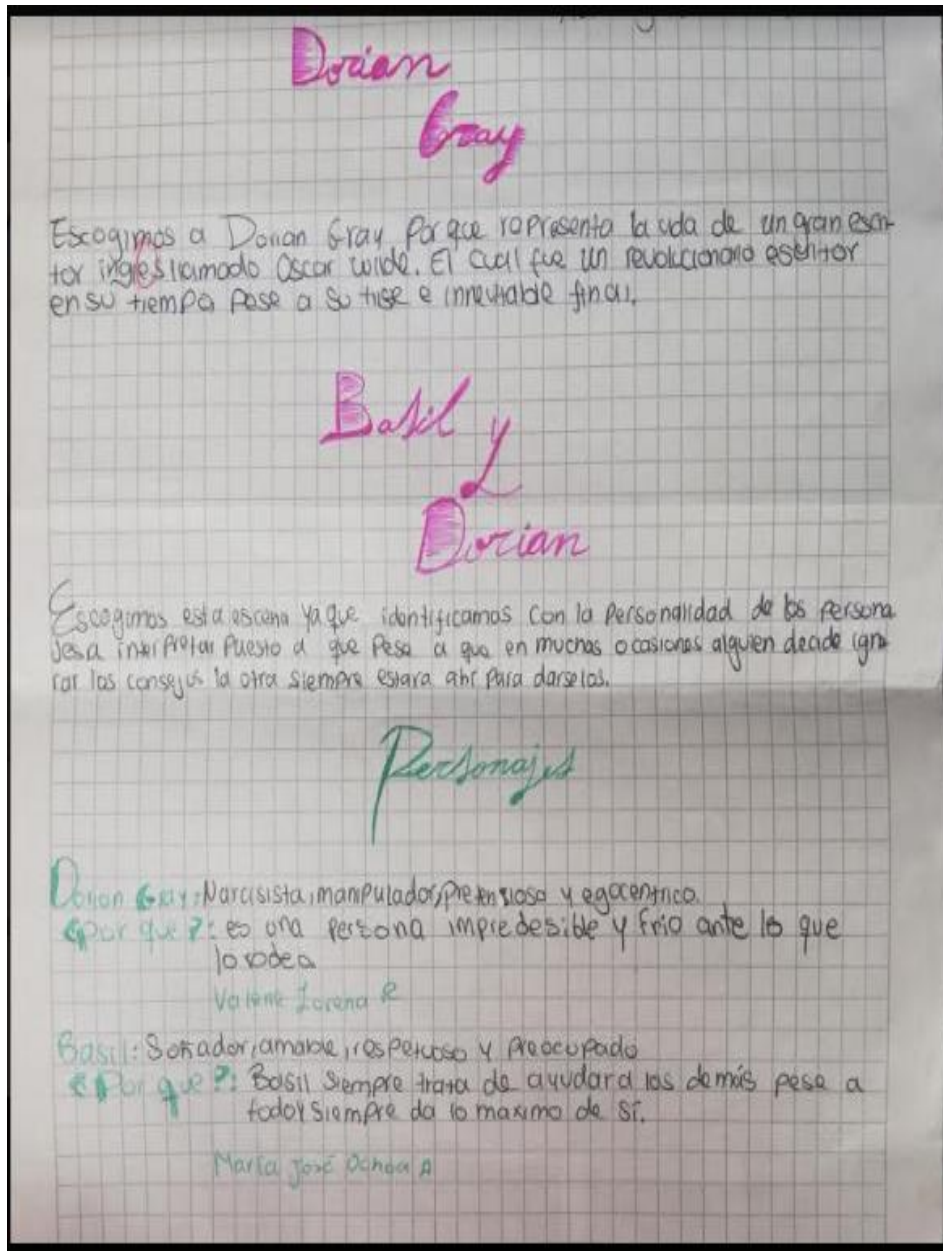 Dorian
Gray
Escogimos a Dorian Gray Porque representa la vida de un gran escri-
tor ingles llamado Oscar wilde. El cual fue un revolucionario escritor
en su tiempo pese a su triste e inneviable final.
Basil y
Dorian
Escogimos esta escena ya que identificamos con la Personalidad de los persona
Jes a interpretar Puesto a que Pese a que en muchas ocasiones alguien decide igno
rar los consejos la otra siempre estara ahi para darselos.
Personajes
Dorian Gray: Narcisista, manipulador, pretensioso y egocentrico.
¿Por que?: es una persona impredesible y frio ante lo que
lo rodea
Valerie Lorena R
Basil: Soñador, amable, respetuoso y preocupado
¿Por que?: Basil siempre trata de ayudar a los demás pese a
todo y siempre da lo maximo de sí.
María José Ochoa A